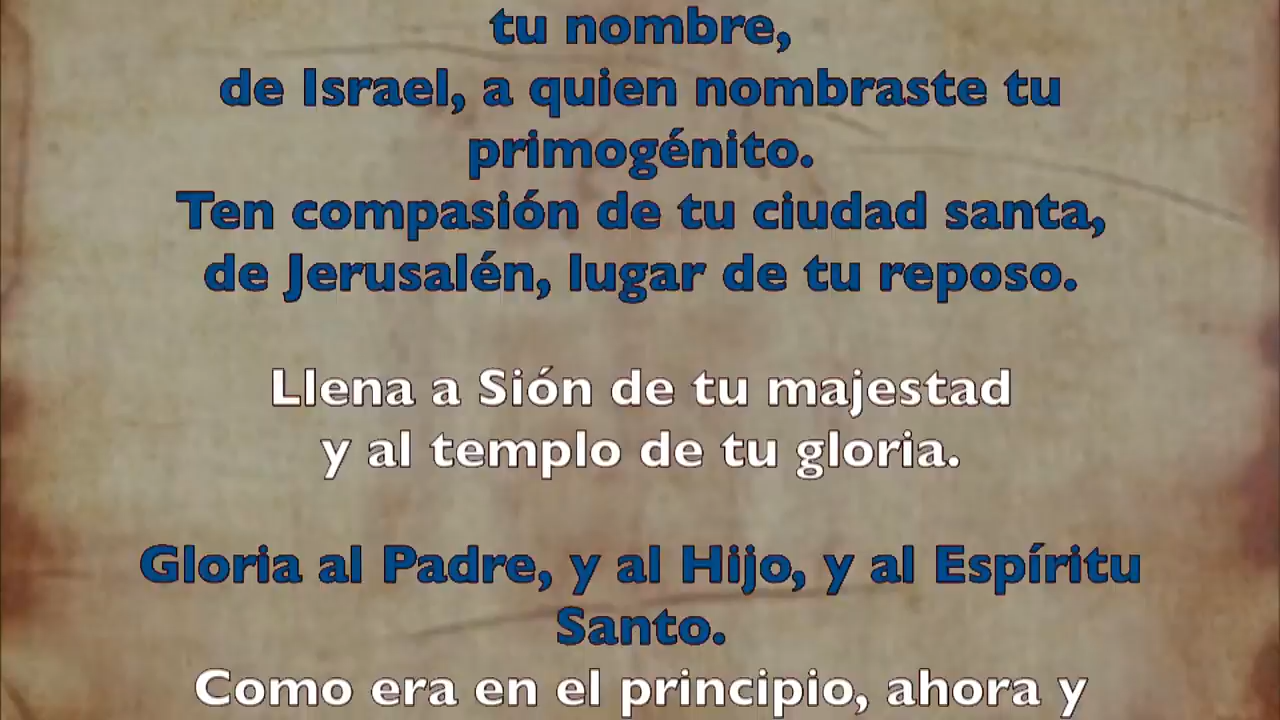 tu nombre,
de Israel, a quien nombraste tu
primogénito.
Ten compasión de tu ciudad santa,
de Jerusalén, lugar de tu reposo.
Llena a Sión de tu majestad
y al templo de tu gloria.
Gloria al Padre, y al Hijo, y al Espíritu
Santo.
Como era en el principio, ahora y